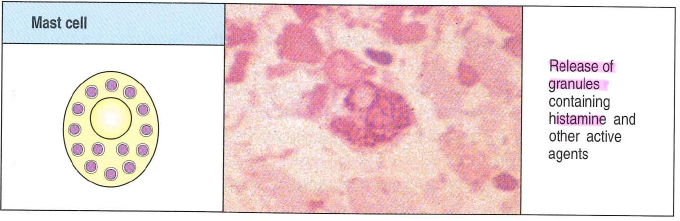 Mast cell
Release of
granules
containing
histamine and
other active
agents